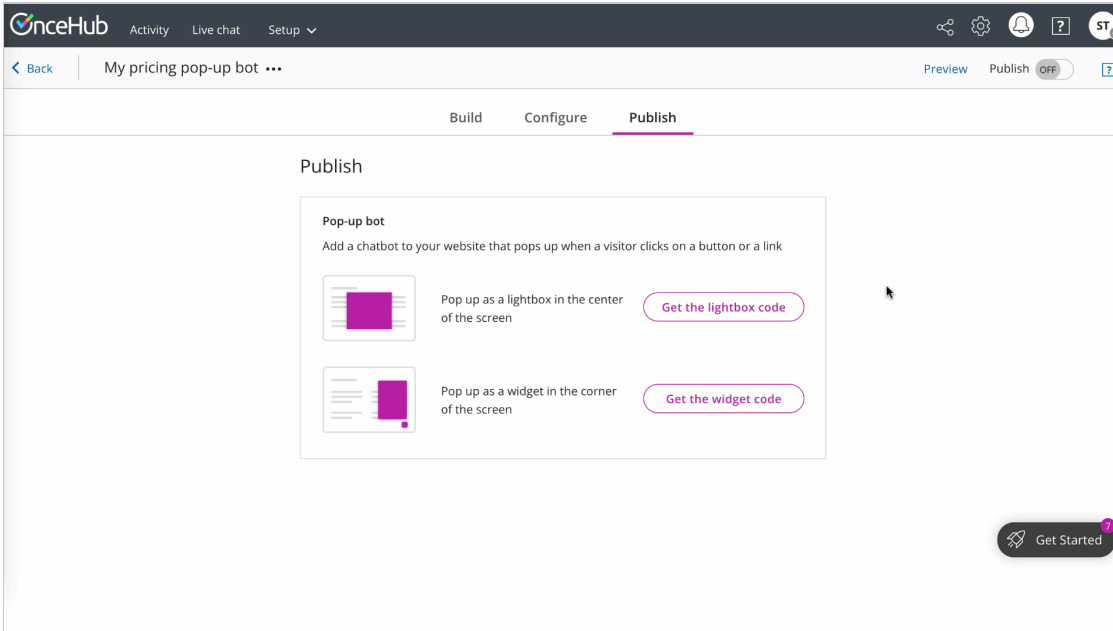 OnceHub Activity Live chat Setup ? ST
Back My pricing pop-up bot ••• Preview Publish OFF ?
Build Configure Publish
Publish
Pop-up bot
Add a chatbot to your website that pops up when a visitor clicks on a button or a link
Pop up as a lightbox in the center
of the screen
Get the lightbox code
Pop up as a widget in the corner
of the screen
Get the widget code
7
Get Started